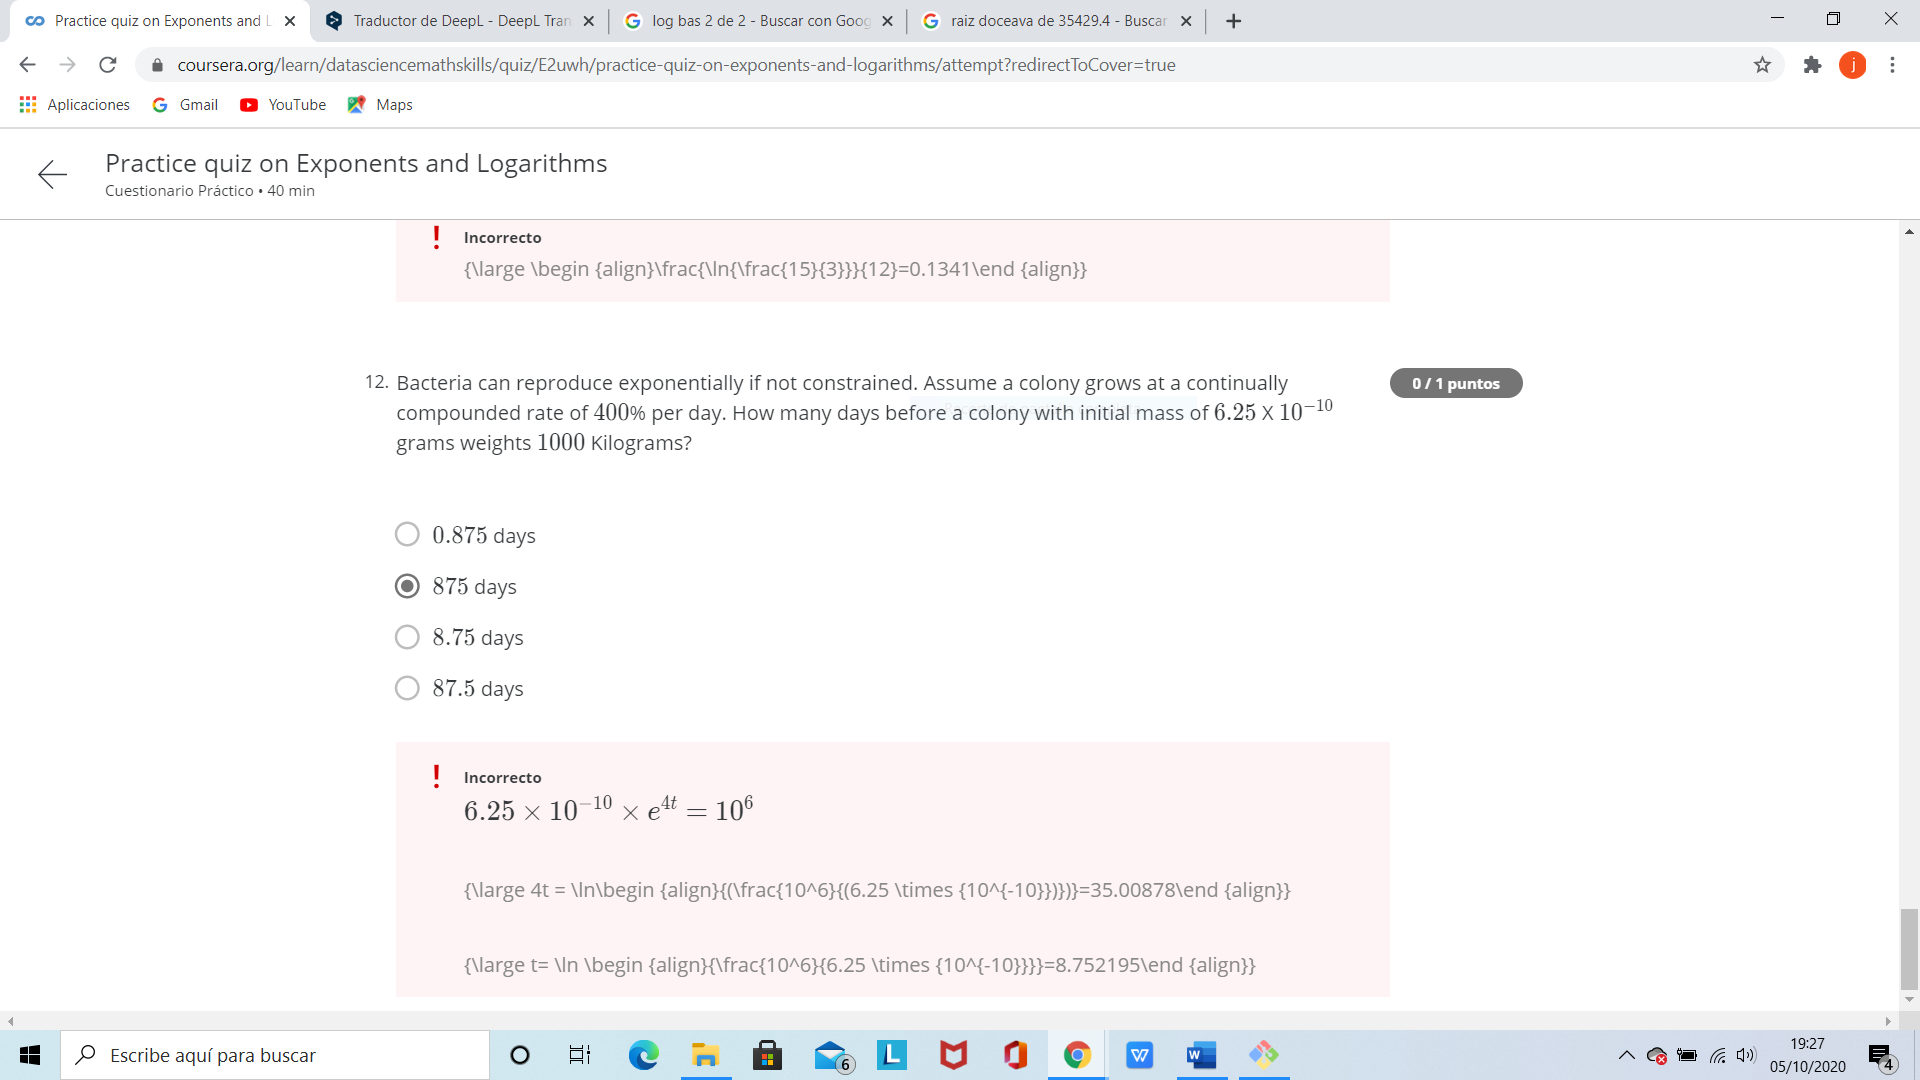 Practice quiz on Exponents and L
Traductor de DeepL - DeepL Tran
log bas 2 de 2 - Buscar con Goog
raiz doceava de 35429.4 - Buscar
coursera.org/learn/datasciencemathskills/quiz/E2uwh/practice-quiz-on-exponents-and-logarithms/attempt?redirectToCover=true
j
Aplicaciones
Gmail
YouTube
Maps
Practice quiz on Exponents and Logarithms
Cuestionario Práctico • 40 min
! Incorrecto
{\large \begin {align}\frac{\ln{\frac{15}{3}}}{12}=0.1341\end {align}}
12. Bacteria can reproduce exponentially if not constrained. Assume a colony grows at a continually
0 / 1 puntos
compounded rate of 400% per day. How many days before a colony with initial mass of 6.25 X 10⁻¹⁰
grams weights 1000 Kilograms?
0.875 days
875 days
8.75 days
87.5 days
! Incorrecto
6.25 × 10⁻¹⁰ × e⁴ᵗ = 10⁶
{\large 4t = \ln\begin {align}{(\frac{10^6}{(6.25 \times {10^{-10}})})}=35.00878\end {align}}
{\large t= \ln \begin {align}{\frac{10^6}{6.25 \times {10^{-10}}}}=8.752195\end {align}}
Escribe aquí para buscar
6
L
W
W
19:27
05/10/2020
4